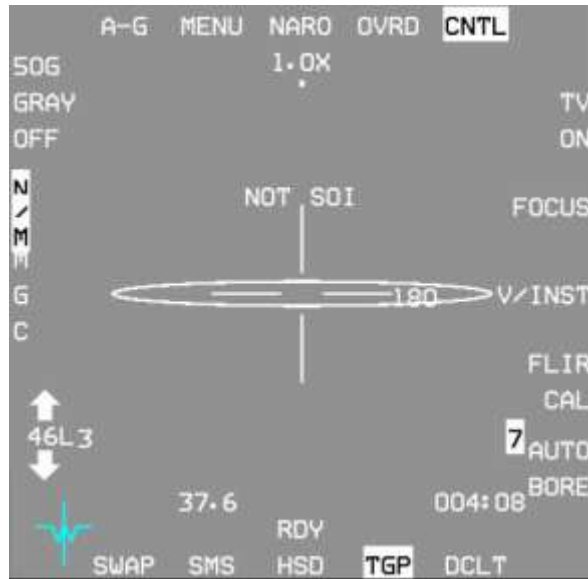 A-G MENU NARO OVRD CNTL
50G 1.0X
GRAY TV
OFF ON
NOT SOI
N/M FOCUS
M
G 180 V/INST
C
FLIR
CAL
46L3 7 AUTO
37.6 004:08 BORE
RDY
SWAP SMS HSD TGP DCLT